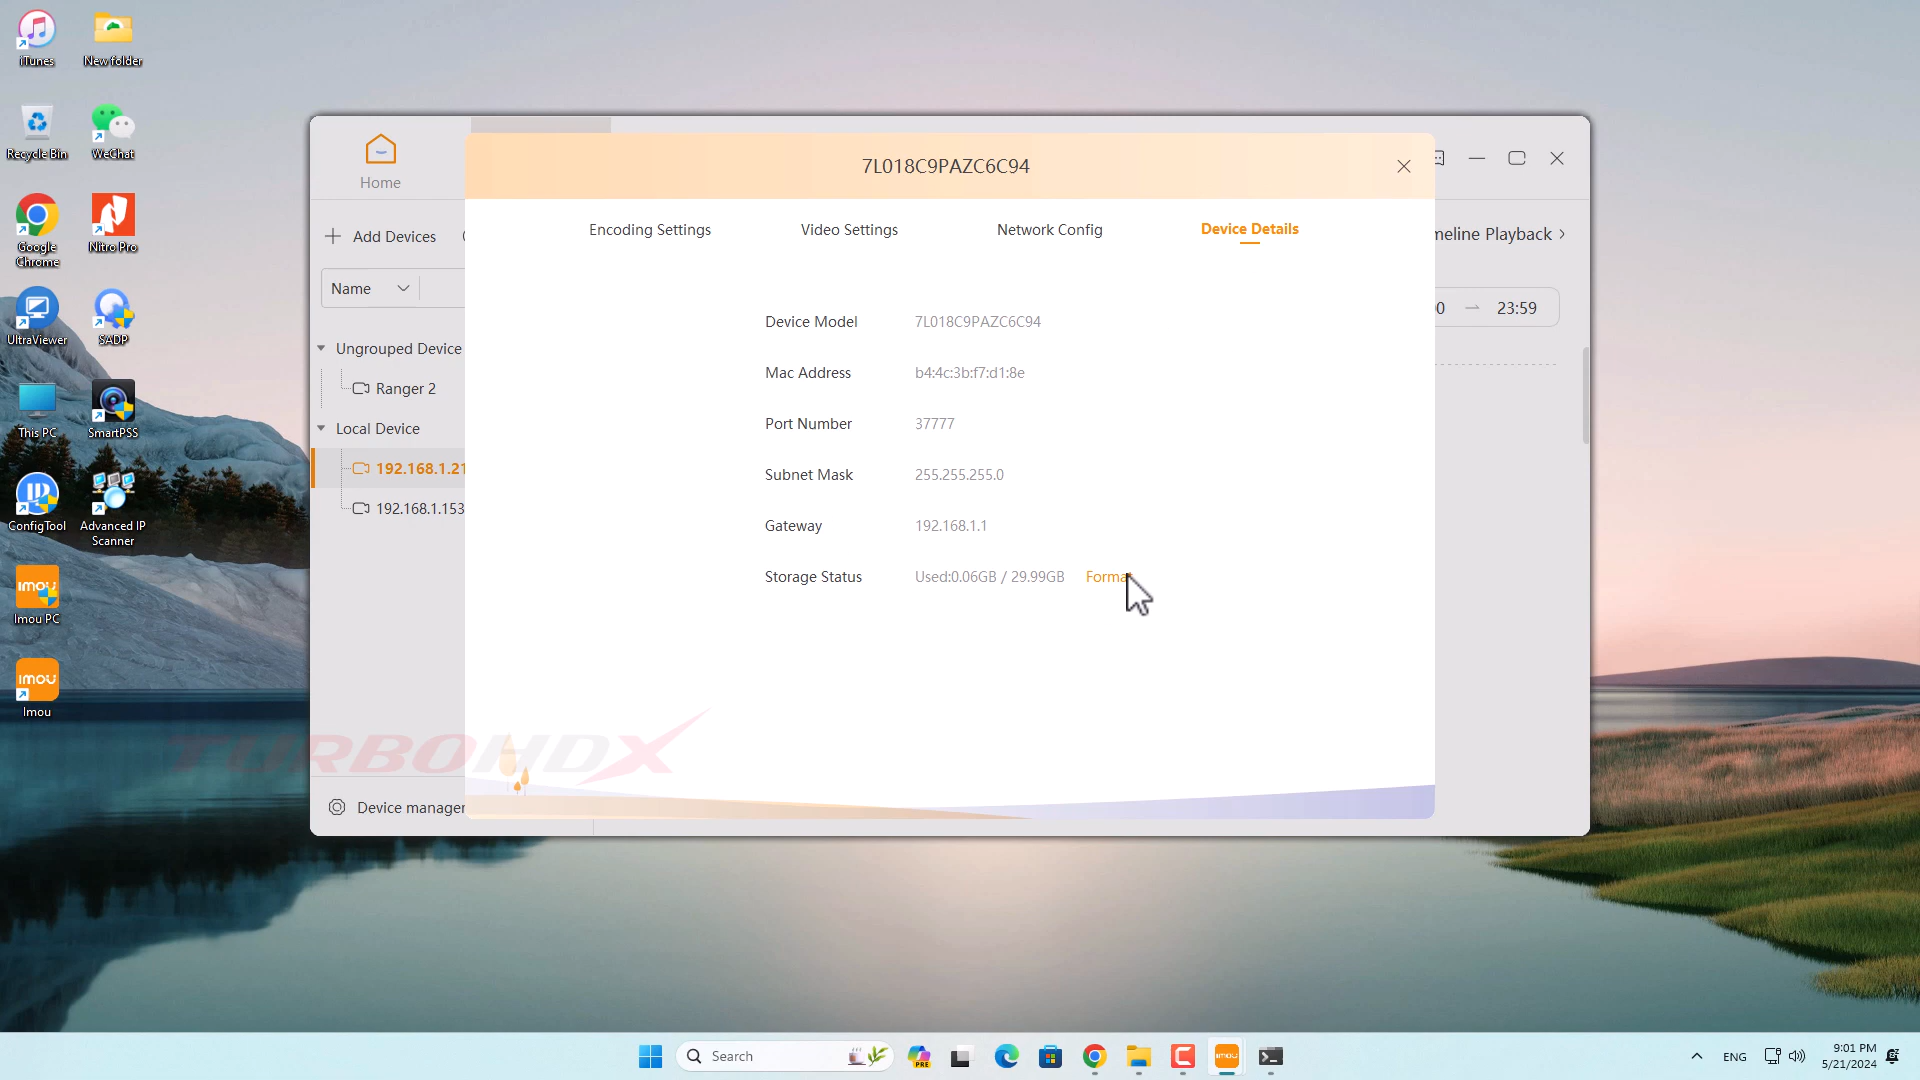 iTunes
New folder
Recycle Bin
WeChat
Google
Chrome
Nitro Pro
UltraViewer
SADP
This PC
SmartPSS
ConfigTool
Advanced IP
Scanner
imou
Imou PC
imou
Imou
Home
7L018C9PAZC6C94
Add Devices
Name
Encoding Settings
Video Settings
Network Config
Device Details
meline Playback
0
23:59
Ungrouped Device
Ranger 2
Local Device
192.168.1.21
192.168.1.153
Device Model 7L018C9PAZC6C94
Mac Address b4:4c:3b:f7:d1:8e
Port Number 37777
Subnet Mask 255.255.255.0
Gateway 192.168.1.1
Storage Status Used:0.06GB / 29.99GB Format
TURBOHDX
Device manager
Search
PRE
imou
ENG
9:01 PM
5/21/2024